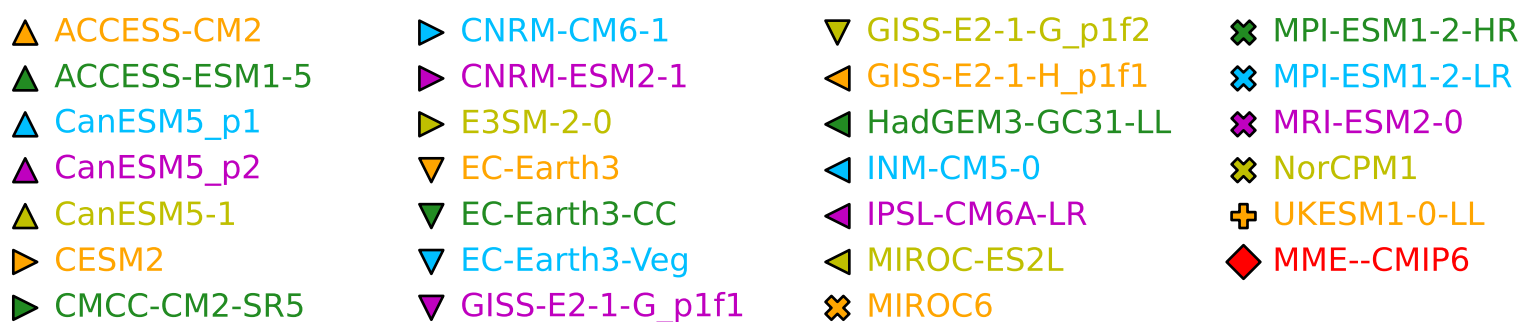 ACCESS-CM2
ACCESS-ESM1-5
CanESM5_p1
CanESM5_p2
CanESM5-1
CESM2
CMCC-CM2-SR5
CNRM-CM6-1
CNRM-ESM2-1
E3SM-2-0
EC-Earth3
EC-Earth3-CC
EC-Earth3-Veg
GISS-E2-1-G_p1f1
GISS-E2-1-G_p1f2
GISS-E2-1-H_p1f1
HadGEM3-GC31-LL
INM-CM5-0
IPSL-CM6A-LR
MIROC-ES2L
MIROC6
MPI-ESM1-2-HR
MPI-ESM1-2-LR
MRI-ESM2-0
NorCPM1
UKESM1-0-LL
MME--CMIP6